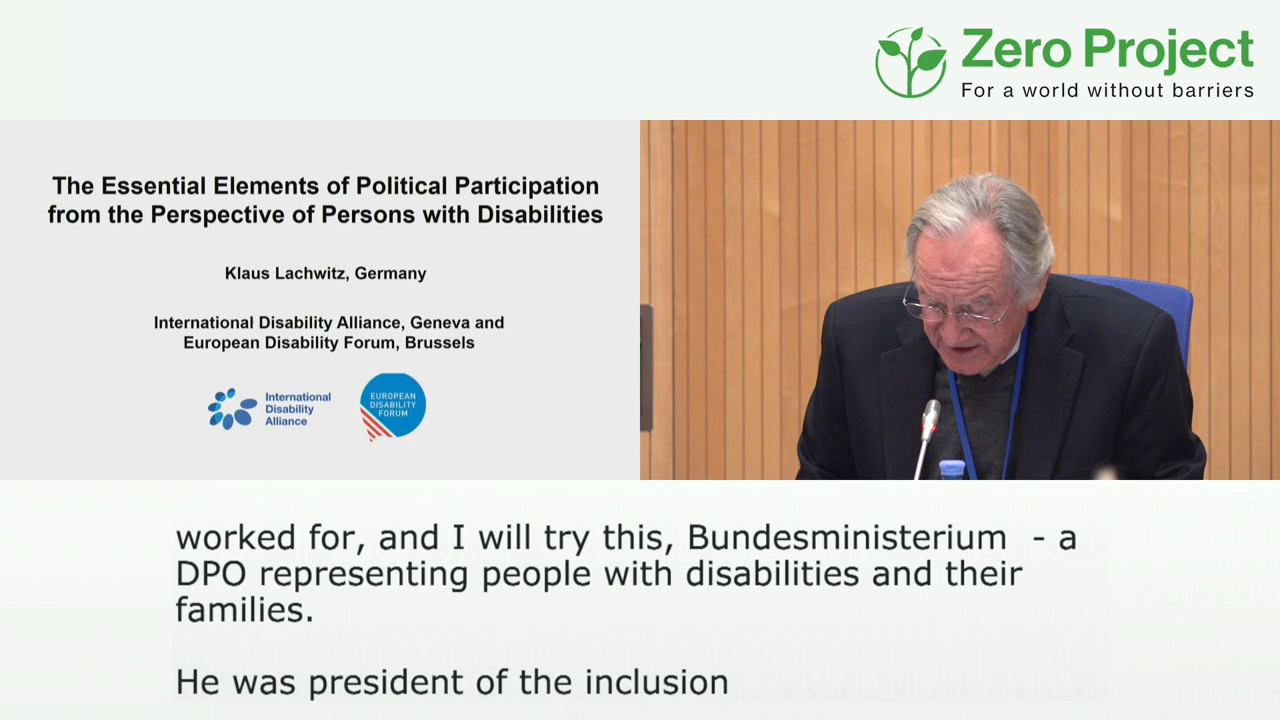 Zero Project
For a world without barriers
The Essential Elements of Political Participation
from the Perspective of Persons with Disabilities
Klaus Lachwitz, Germany
International Disability Alliance, Geneva and
European Disability Forum, Brussels
International
Disability
Alliance
EUROPEAN
DISABILITY
FORUM
worked for, and I will try this, Bundesministerium - a
DPO representing people with disabilities and their
families.
He was president of the inclusion